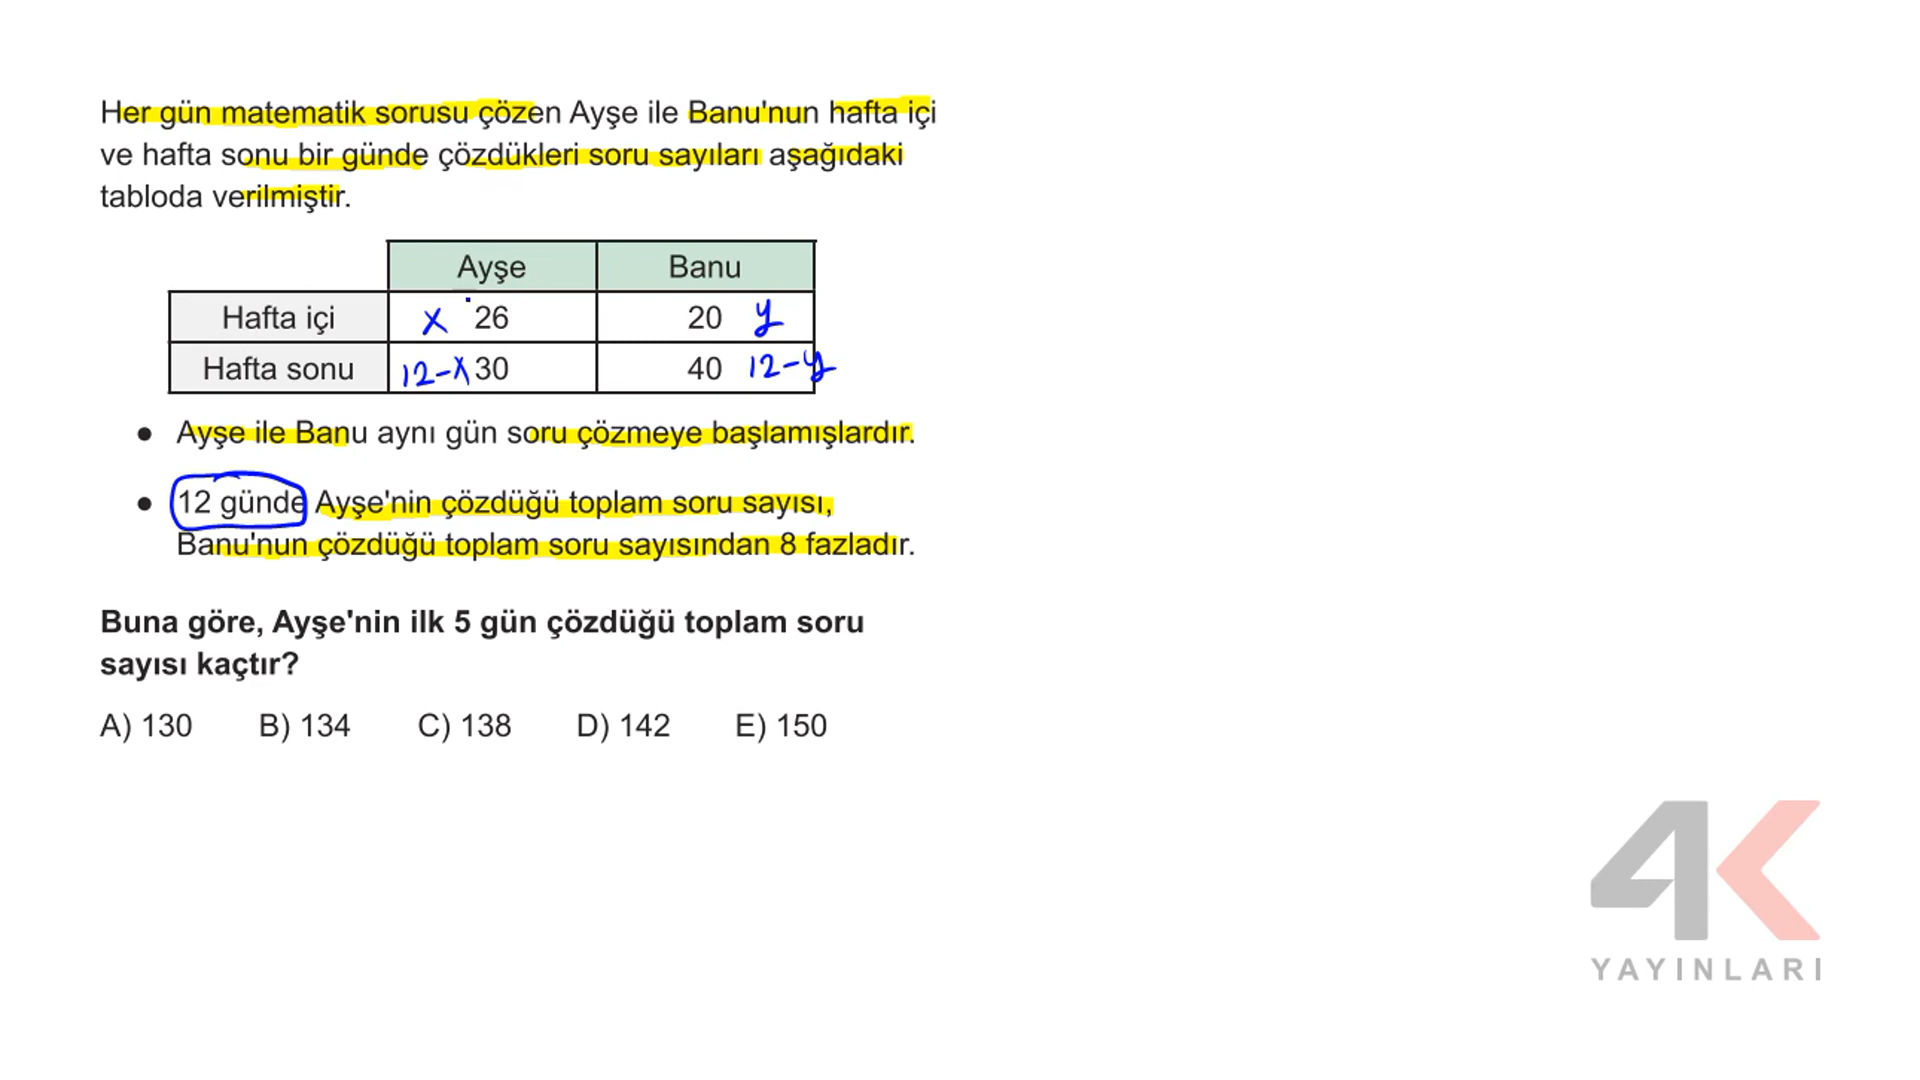 Her gün matematik sorusu çözen Ayşe ile Banu'nun hafta içi
ve hafta sonu bir günde çözdükleri soru sayıları aşağıdaki
tabloda verilmiştir.
Ayşe Banu
Hafta içi x 26 20 y
Hafta sonu 12-x 30 40 12-y
● Ayşe ile Banu aynı gün soru çözmeye başlamışlardır.
● 12 günde Ayşe'nin çözdüğü toplam soru sayısı,
Banu'nun çözdüğü toplam soru sayısından 8 fazladır.
Buna göre, Ayşe'nin ilk 5 gün çözdüğü toplam soru
sayısı kaçtır?
A) 130 B) 134 C) 138 D) 142 E) 150
4K
YAYINLARI